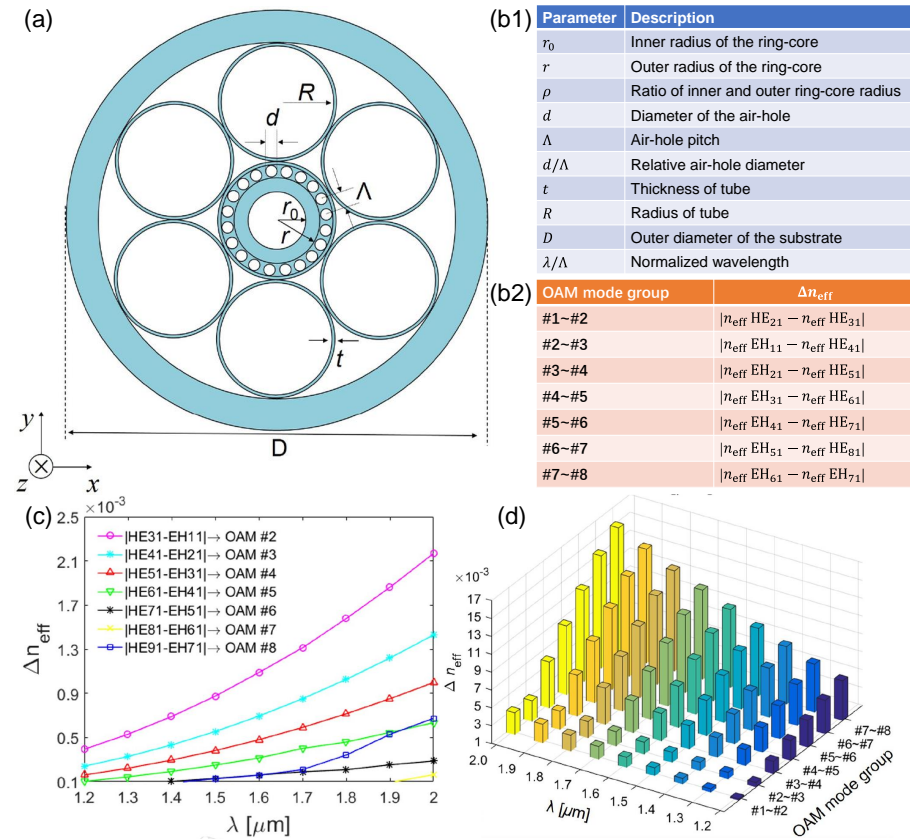 (a)
R
d
Λ
r0
r
t
y
z
x
D
(b1)
Parameter Description
r0 Inner radius of the ring-core
r Outer radius of the ring-core
ρ Ratio of inner and outer ring-core radius
d Diameter of the air-hole
Λ Air-hole pitch
d/Λ Relative air-hole diameter
t Thickness of tube
R Radius of tube
D Outer diameter of the substrate
λ/Λ Normalized wavelength
(b2)
OAM mode group Δneff
#1~#2 |neff HE21 − neff HE31|
#2~#3 |neff EH11 − neff HE41|
#3~#4 |neff EH21 − neff HE51|
#4~#5 |neff EH31 − neff HE61|
#5~#6 |neff EH41 − neff HE71|
#6~#7 |neff EH51 − neff HE81|
#7~#8 |neff EH61 − neff EH71|
(c)
×10⁻³
2.5
2.1
1.7
1.3
0.9
0.5
0.1
Δneff
|HE31-EH11|→ OAM #2
|HE41-EH21|→ OAM #3
|HE51-EH31|→ OAM #4
|HE61-EH41|→ OAM #5
|HE71-EH51|→ OAM #6
|HE81-EH61|→ OAM #7
|HE91-EH71|→ OAM #8
1.2 1.3 1.4 1.5 1.6 1.7 1.8 1.9 2
λ [μm]
(d)
×10⁻³
17
15
13
11
9
7
5
3
1
Δ neff
2.0
1.9
1.8
1.7
1.6
1.5
1.4
1.3
1.2
λ [μm]
#7~#8
#6~#7
#5~#6
#4~#5
#3~#4
#2~#3
#1~#2
OAM mode group